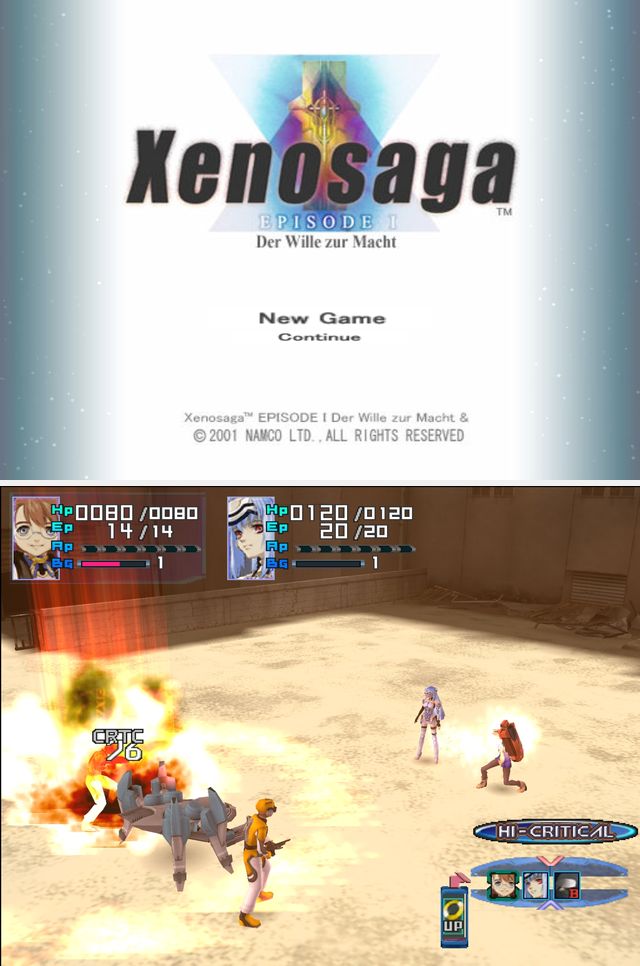 Xenosaga
TM
EPISODE I
Der Wille zur Macht
New Game
Continue
Xenosaga™ EPISODE I Der Wille zur Macht &
© 2001 NAMCO LTD., ALL RIGHTS RESERVED
Hp 0080/0080 Hp 0120/0120
Ep 14/14 Ep 20/20
Ap Ap
BG 1 BG 1
CRTC
76
HI-CRITICAL
B
UP